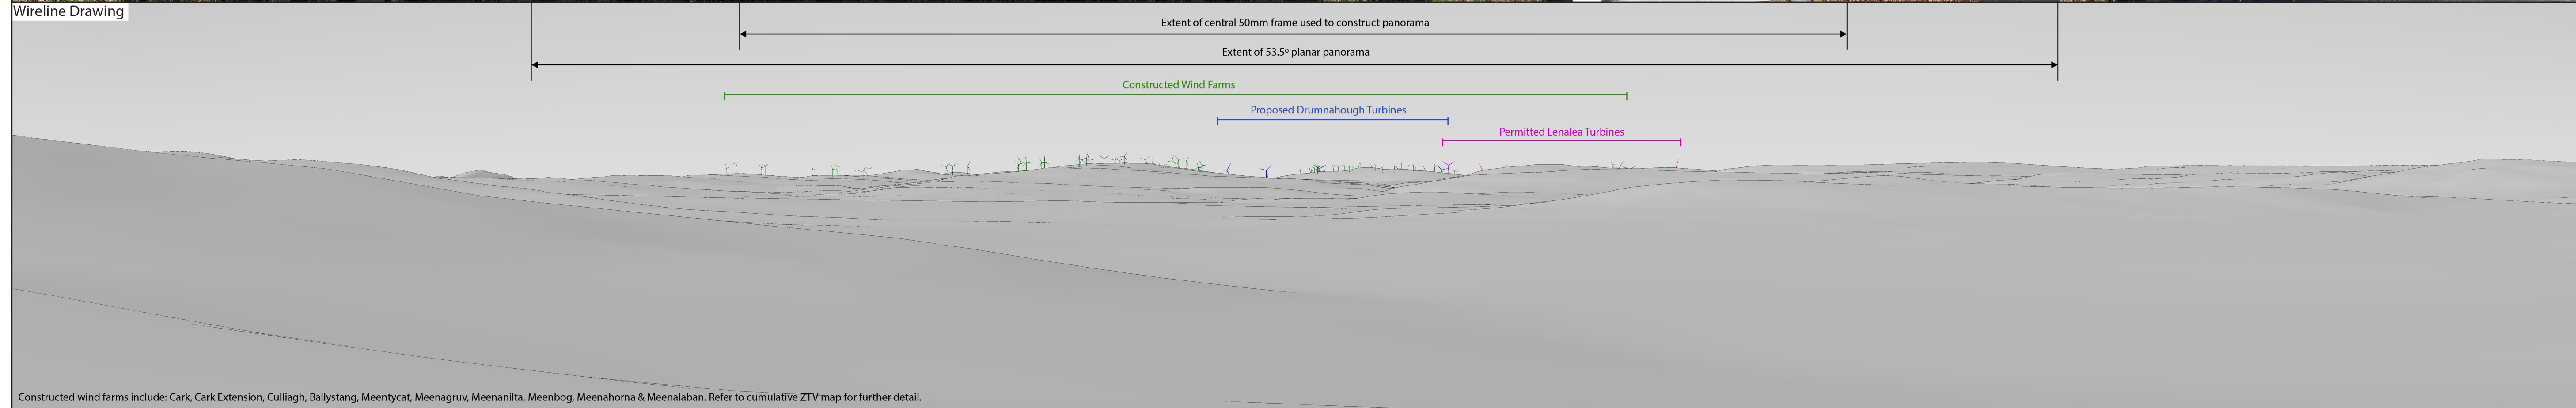 Wireline Drawing
Extent of central 50mm frame used to construct panorama
Extent of 53.5º planar panorama
Constructed Wind Farms
Proposed Drumnahough Turbines
Permitted Lenalea Turbines
Constructed wind farms include: Cark, Cark Extension, Culliagh, Ballystang, Meentycat, Meenagruv, Meenanilta, Meenbog, Meenahorna & Meenalaban. Refer to cumulative ZTV map for further detail.